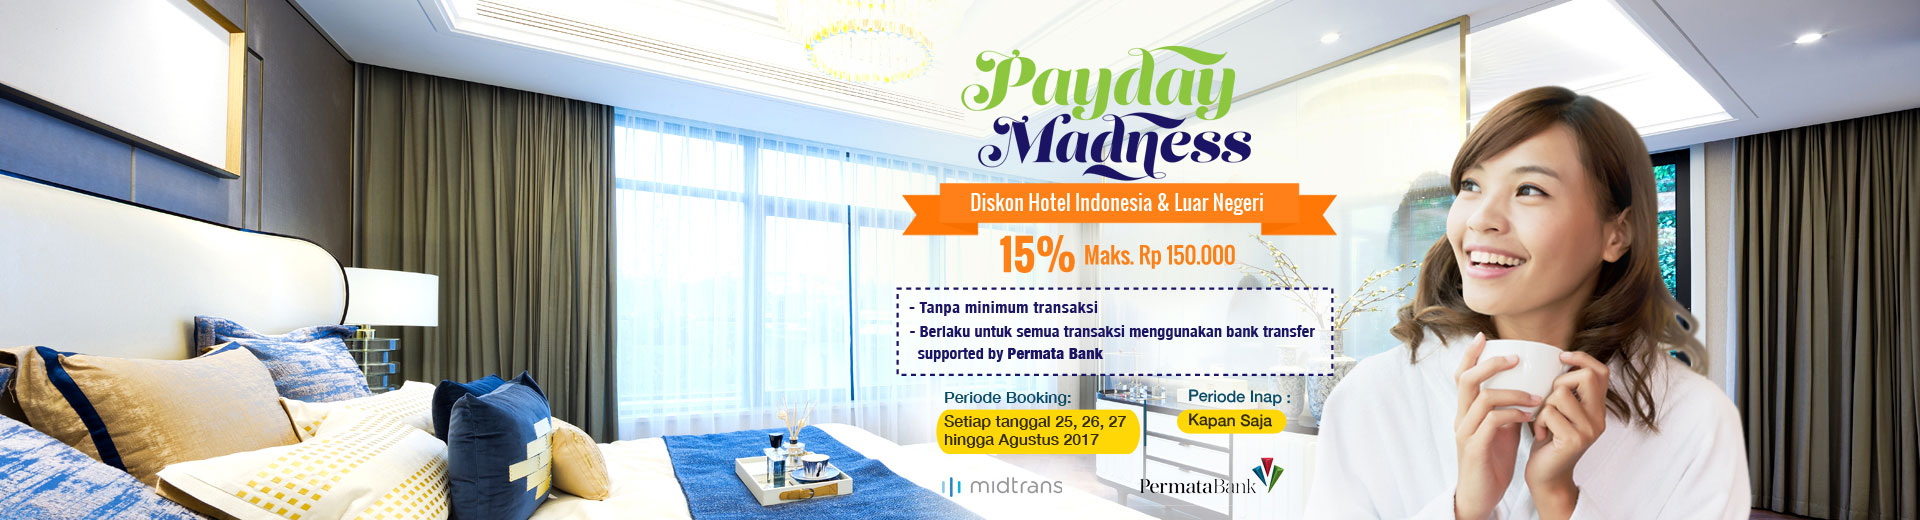 Payday
Madness
Diskon Hotel Indonesia & Luar Negeri
15% Maks. Rp 150.000
- Tanpa minimum transaksi
- Berlaku untuk semua transaksi menggunakan bank transfer
supported by Permata Bank
Periode Booking:
Setiap tanggal 25, 26, 27
hingga Agustus 2017
Periode Inap :
Kapan Saja
midtrans
PermataBank